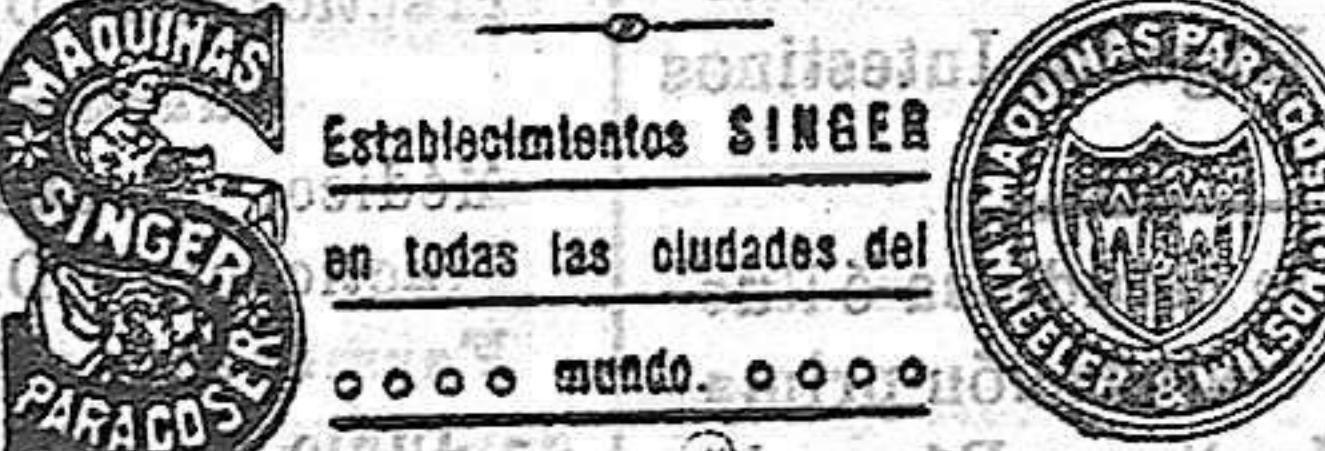 MAQUINAS
SINGER
PARA COSER
Establecimientos SINGER
en todas las ciudades del
mundo.
MAQUINAS PARA COSER
WHEELER & WILSON